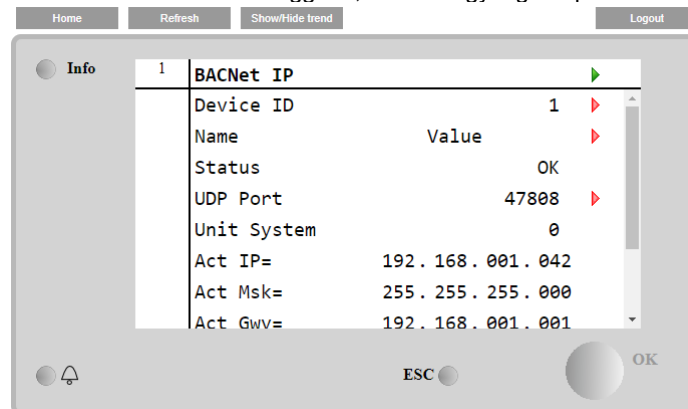 Home Refresh Show/Hide trend Logout
Info 1 BACNet IP
Device ID 1
Name Value
Status OK
UDP Port 47808
Unit System 0
Act IP= 192.168.001.042
Act Msk= 255.255.255.000
Act Gwy= 192.168.001.001
ESC OK